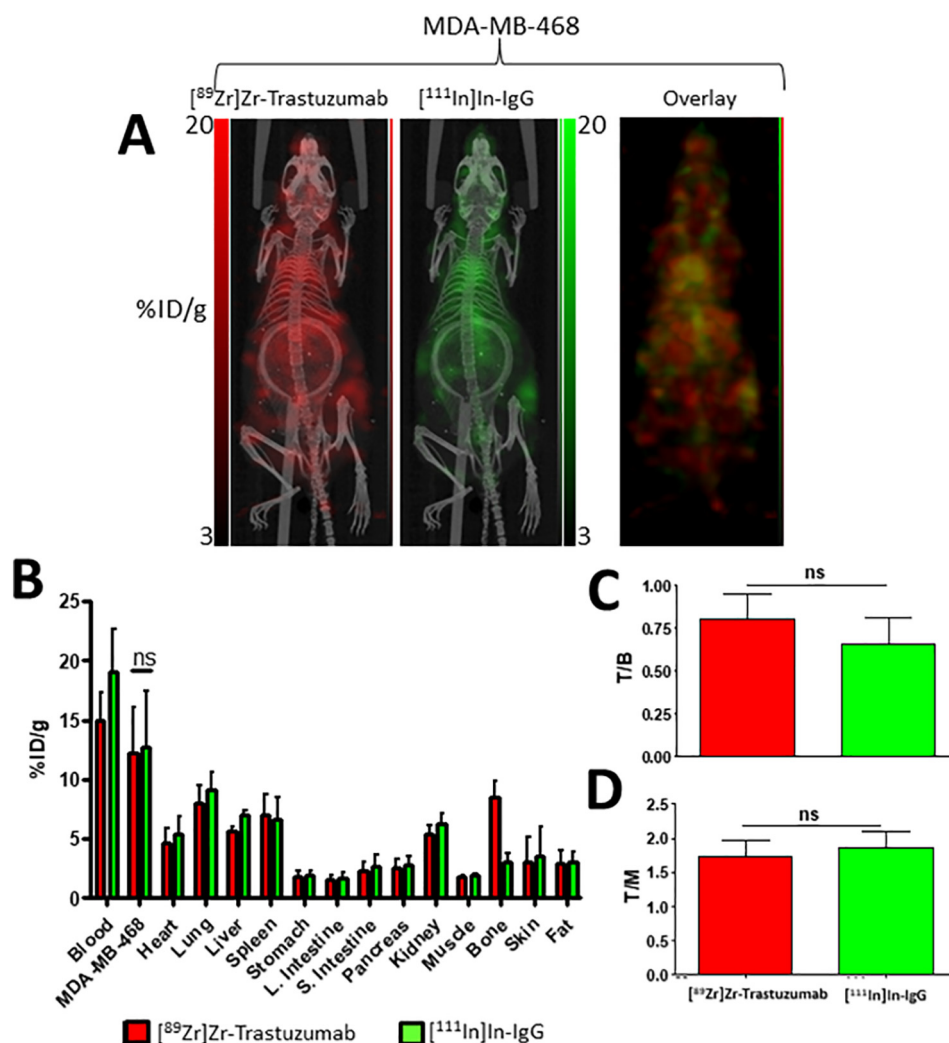 MDA-MB-468
[⁸⁹Zr]Zr-Trastuzumab [¹¹¹In]In-IgG Overlay
A
20 20
%ID/g
3 3
B
25
20
15
10
5
0
%ID/g
ns
Blood
MDA-MB-468
Heart
Lung
Liver
Spleen
Stomach
L. Intestine
S. Intestine
Pancreas
Kidney
Muscle
Bone
Skin
Fat
[⁸⁹Zr]Zr-Trastuzumab [¹¹¹In]In-IgG
C
ns
1.00
0.75
0.50
0.25
0.00
T/B
D
ns
2.5
2.0
1.5
1.0
0.5
0.0
T/M
[⁸⁹Zr]Zr-Trastuzumab [¹¹¹In]In-IgG